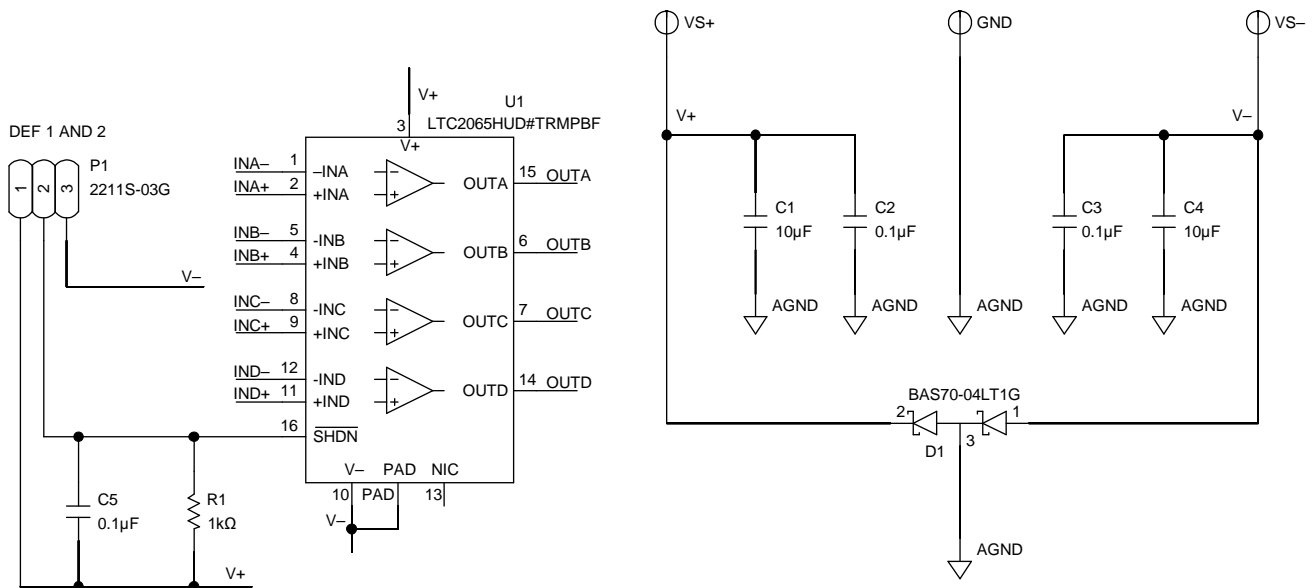 VS+
GND
VS–
V+
V–
V+
U1
LTC2065HUD#TRMPBF
DEF 1 AND 2
P1
2211S-03G
1
2
3
V–
3
V+
INA–
1
–INA
INA+
2
+INA
OUTA
15
OUTA
INB–
5
-INB
INB+
4
+INB
OUTB
6
OUTB
INC–
8
-INC
INC+
9
+INC
OUTC
7
OUTC
IND–
12
-IND
IND+
11
+IND
OUTD
14
OUTD
16
SHDN
V–
PAD
NIC
10
PAD
13
V–
C5
0.1µF
R1
1kΩ
V+
C1
10µF
C2
0.1µF
C3
0.1µF
C4
10µF
AGND
AGND
AGND
AGND
AGND
BAS70-04LT1G
2
3
1
D1
AGND